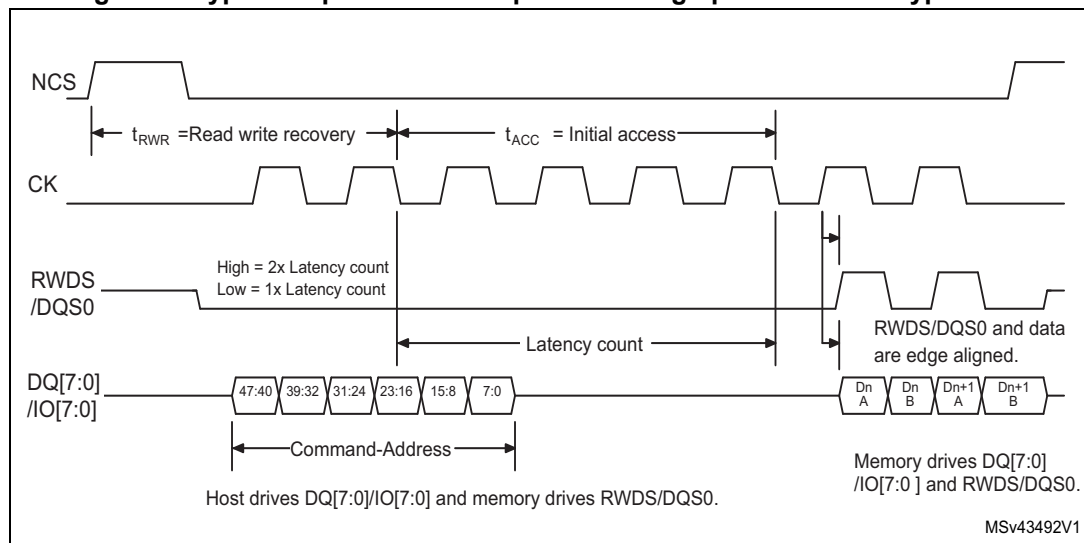 NCS
tRWR =Read write recovery
tACC = Initial access
CK
High = 2x Latency count
Low = 1x Latency count
RWDS
/DQS0
RWDS/DQS0 and data
are edge aligned.
Latency count
DQ[7:0]
/IO[7:0]
47:40 39:32 31:24 23:16 15:8 7:0
Dn
A
Dn
B
Dn+1
A
Dn+1
B
Command-Address
Memory drives DQ[7:0]
/IO[7:0 ] and RWDS/DQS0.
Host drives DQ[7:0]/IO[7:0] and memory drives RWDS/DQS0.
MSv43492V1